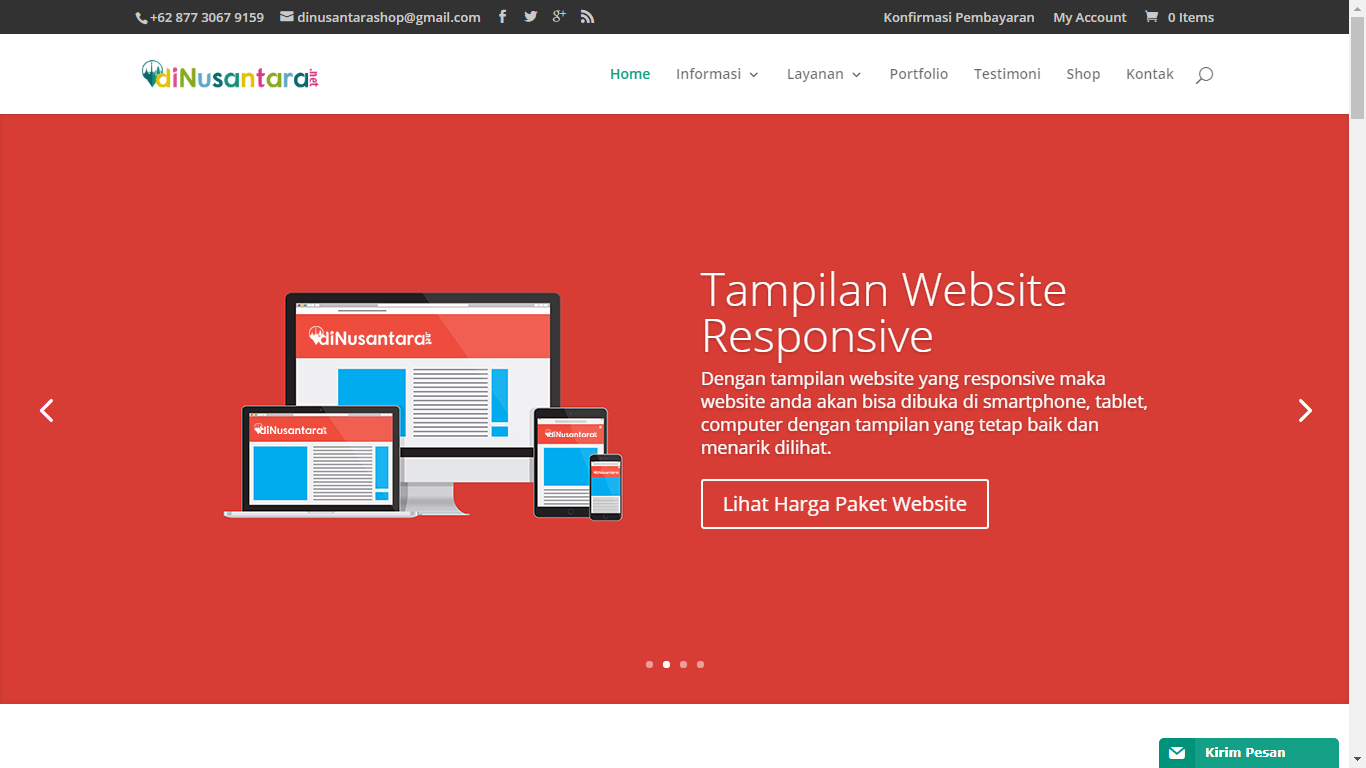 +62 877 3067 9159 dinusantarashop@gmail.com Konfirmasi Pembayaran My Account 0 Items
diNusantara.net Home Informasi Layanan Portfolio Testimoni Shop Kontak
Tampilan Website
Responsive
Dengan tampilan website yang responsive maka
website anda akan bisa dibuka di smartphone, tablet,
computer dengan tampilan yang tetap baik dan
menarik dilihat.
Lihat Harga Paket Website
diNusantara.net
diNusantara
diNusantara
diNusantara
Kirim Pesan